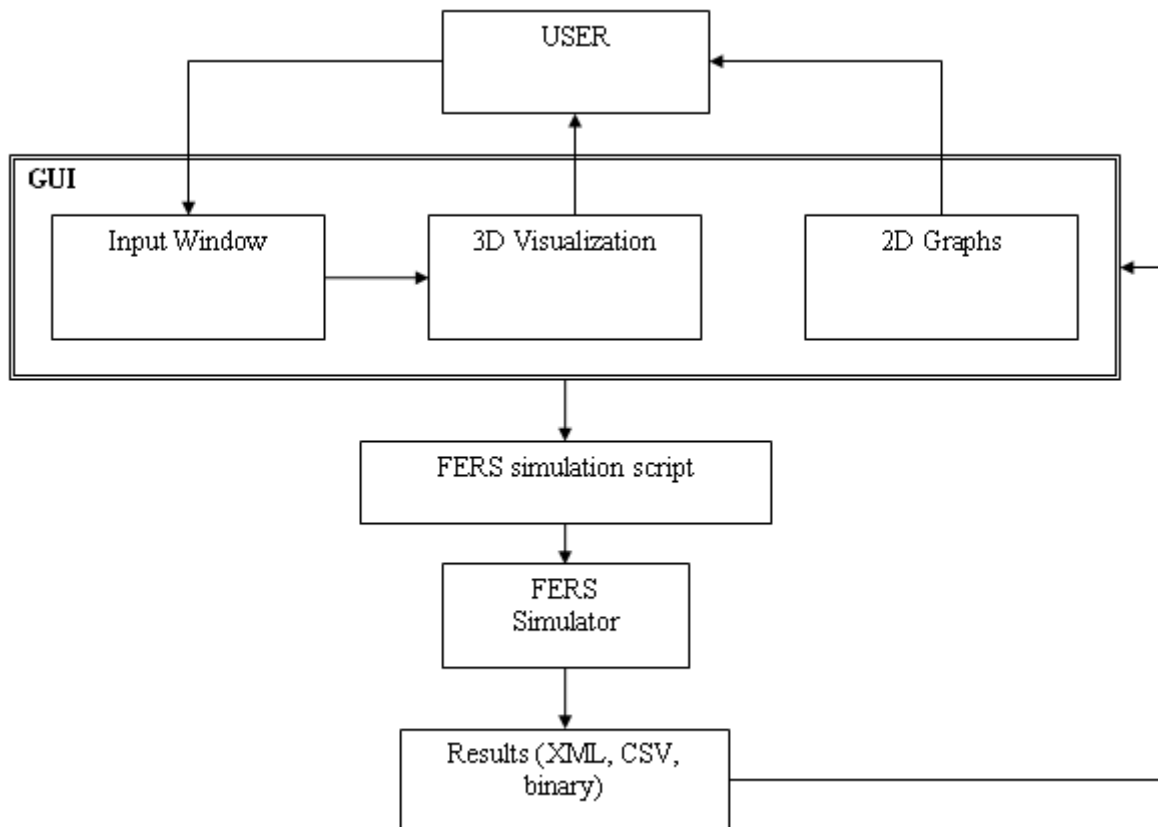 USER
GUI
Input Window
3D Visualization
2D Graphs
FERS simulation script
FERS
Simulator
Results (XML, CSV,
binary)